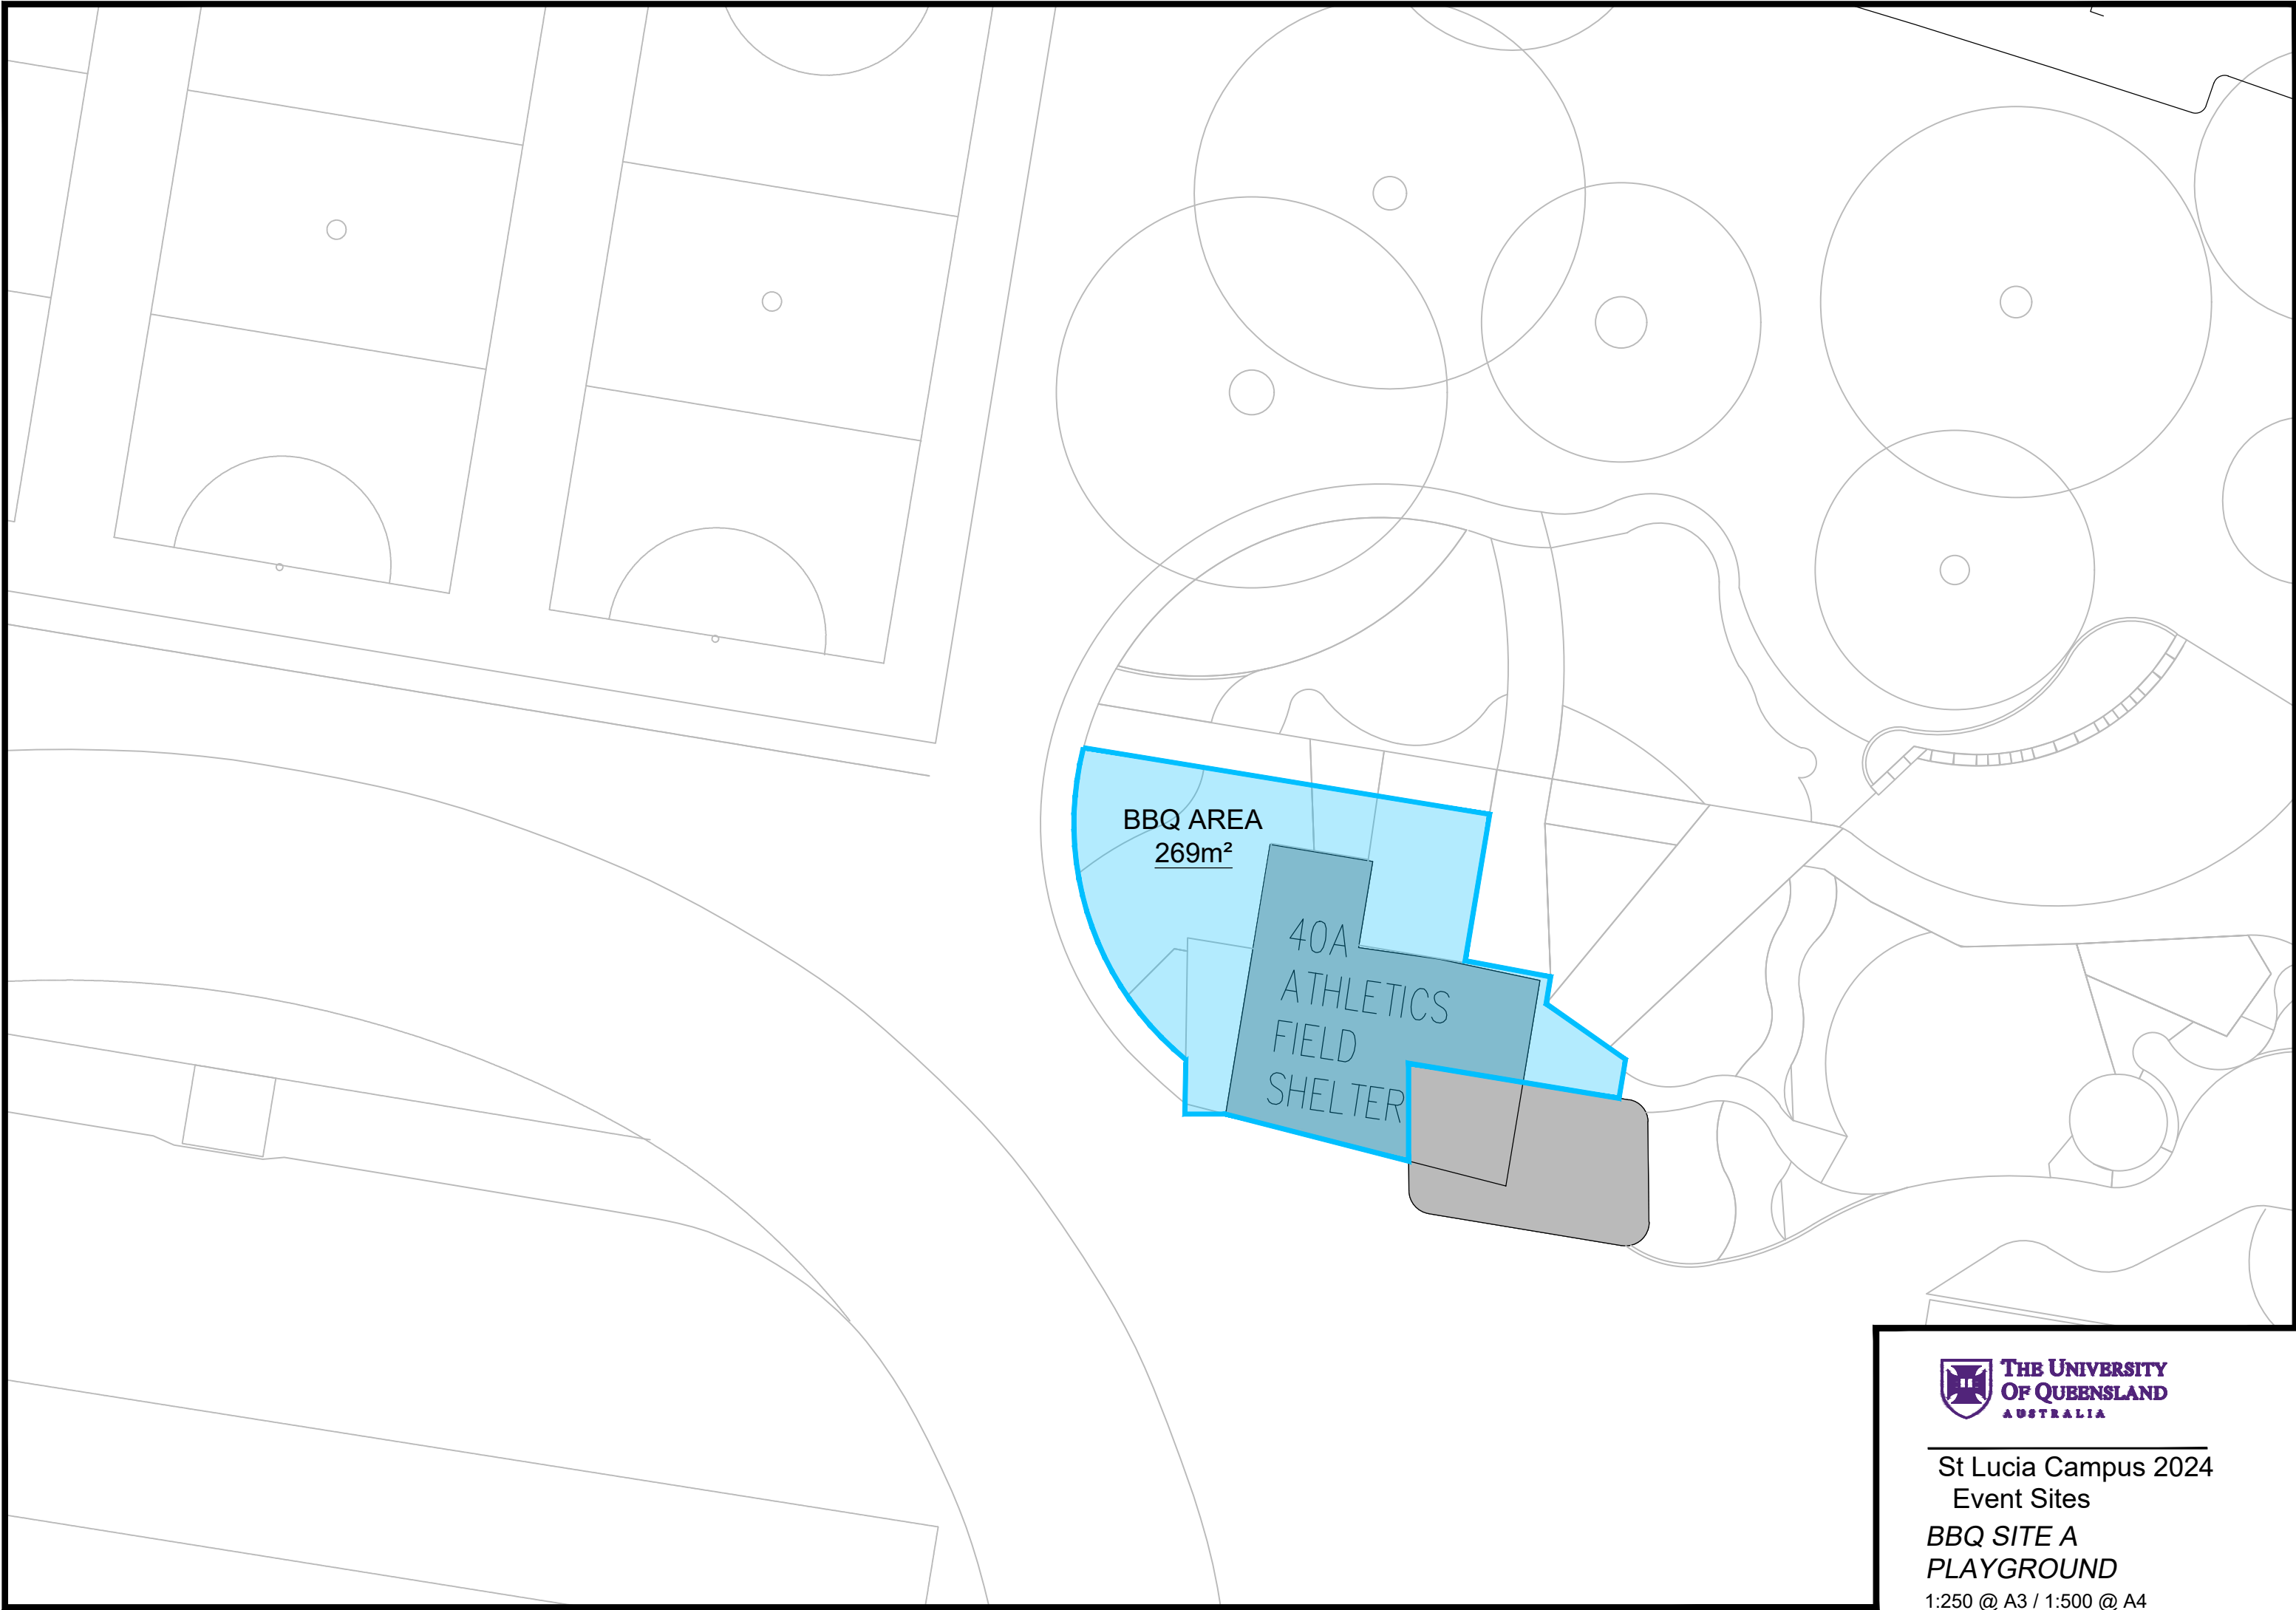 BBQ AREA
269m²
40A
ATHLETICS
FIELD
SHELTER
THE UNIVERSITY
OF QUEENSLAND
AUSTRALIA
St Lucia Campus 2024
Event Sites
BBQ SITE A
PLAYGROUND
1:250 @ A3 / 1:500 @ A4